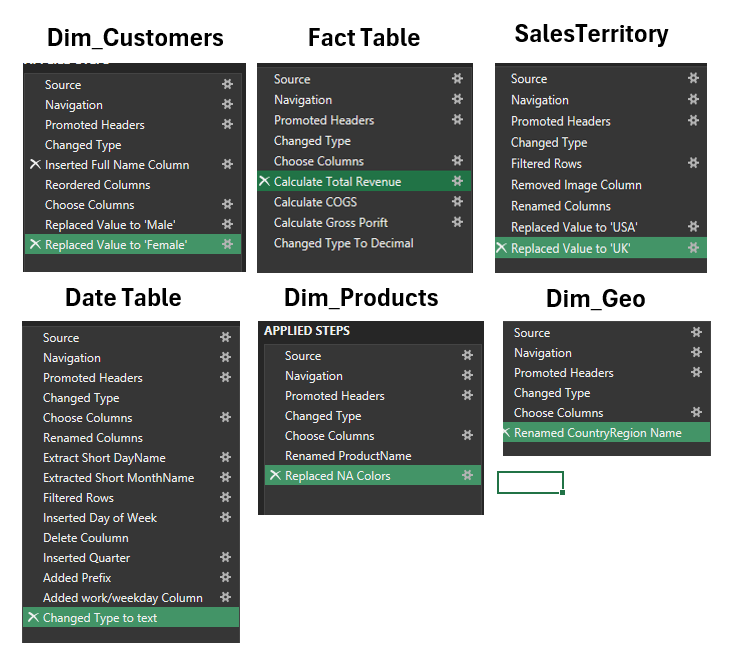 Dim_Customers
Source
Navigation
Promoted Headers
Changed Type
Inserted Full Name Column
Reordered Columns
Choose Columns
Replaced Value to 'Male'
Replaced Value to 'Female'
Fact Table
Source
Navigation
Promoted Headers
Changed Type
Choose Columns
Calculate Total Revenue
Calculate COGS
Calculate Gross Porift
Changed Type To Decimal
SalesTerritory
Source
Navigation
Promoted Headers
Changed Type
Filtered Rows
Removed Image Column
Renamed Columns
Replaced Value to 'USA'
Replaced Value to 'UK'
Date Table
Source
Navigation
Promoted Headers
Changed Type
Choose Columns
Renamed Columns
Extract Short DayName
Extracted Short MonthName
Filtered Rows
Inserted Day of Week
Delete Coulumn
Inserted Quarter
Added Prefix
Added work/weekday Column
Changed Type to text
Dim_Products
APPLIED STEPS
Source
Navigation
Promoted Headers
Changed Type
Choose Columns
Renamed ProductName
Replaced NA Colors
Dim_Geo
Source
Navigation
Promoted Headers
Changed Type
Choose Columns
Renamed CountryRegion Name